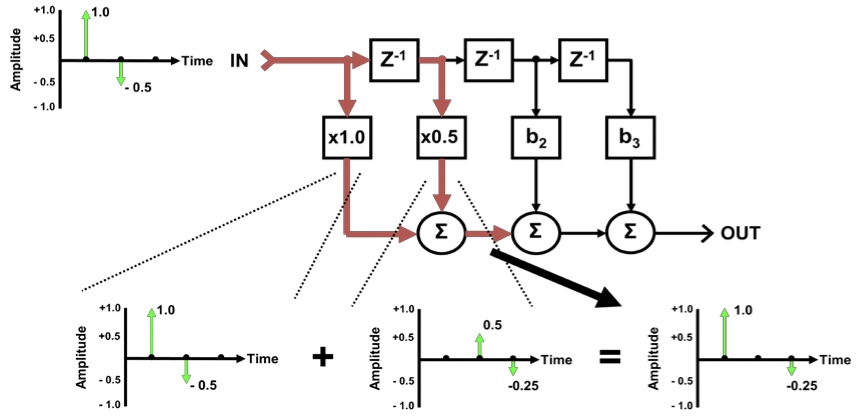 +1.0
1.0
+0.5
Amplitude
Time
- 0.5
- 0.5
- 1.0
IN
Z-1
Z-1
Z-1
x1.0
x0.5
b2
b3
Σ
Σ
Σ
OUT
+1.0
1.0
+0.5
Amplitude
Time
- 0.5
- 0.5
- 1.0
+
+1.0
+0.5
0.5
Amplitude
Time
- 0.5
-0.25
- 1.0
=
+1.0
1.0
+0.5
Amplitude
Time
- 0.5
-0.25
- 1.0